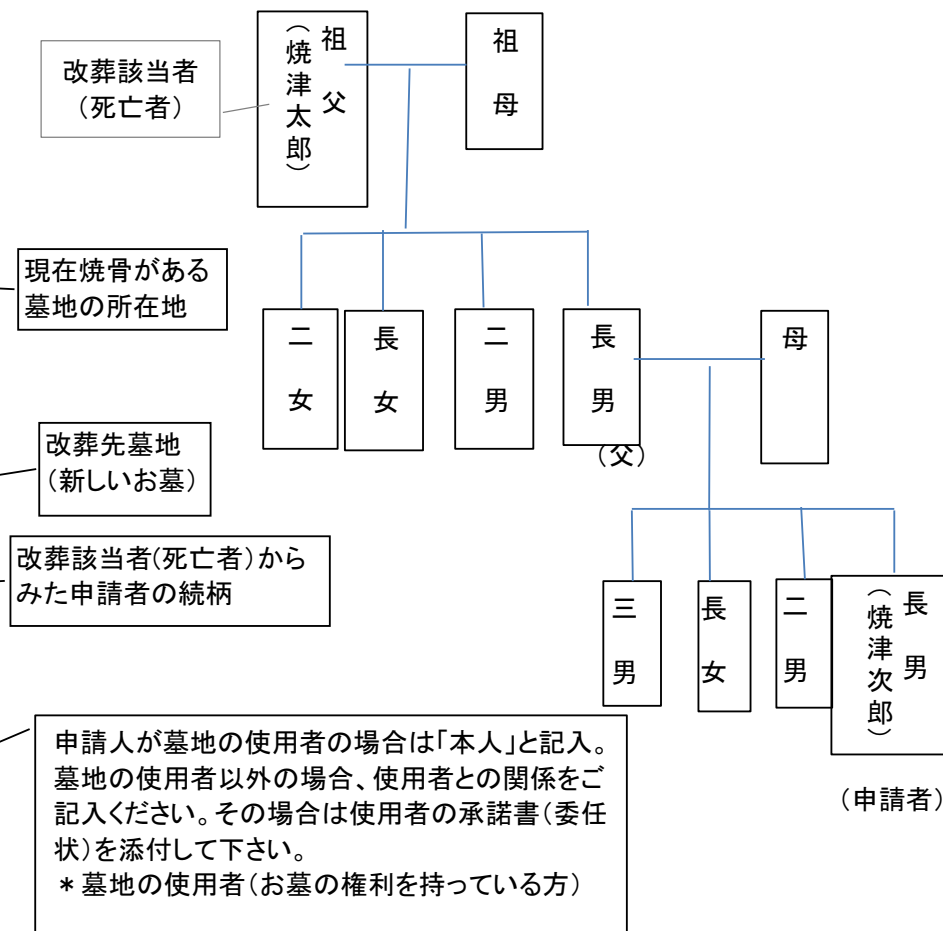 改葬該当者
（死亡者）
祖父
（焼津太郎）
祖母
現在焼骨がある
墓地の所在地
二女
長女
二男
長男
（父）
母
改葬先墓地
（新しいお墓）
改葬該当者（死亡者）から
みた申請者の続柄
三男
長女
二男
長男
（焼津次郎）
（申請者）
申請人が墓地の使用者の場合は「本人」と記入。
墓地の使用者以外の場合、使用者との関係をご
記入ください。その場合は使用者の承諾書（委任
状）を添付して下さい。
＊墓地の使用者（お墓の権利を持っている方）